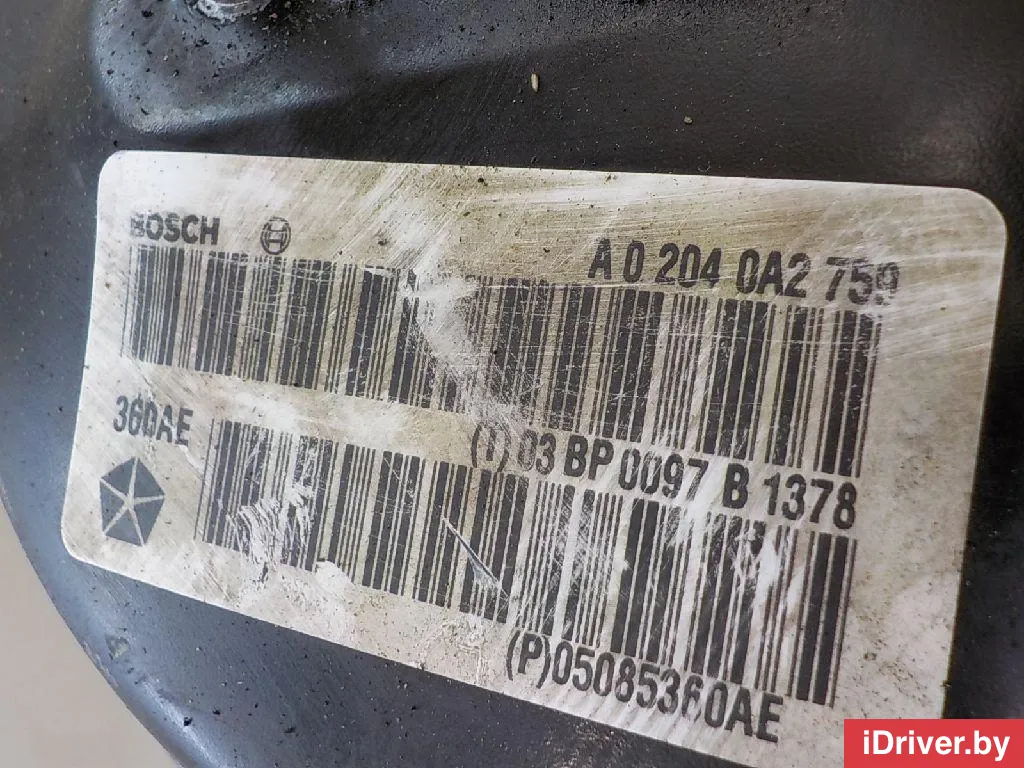 BOSCH
A 0 204 0A2 759
(T) 03 BP 0097 B 1378
360AE
(P)05085360AE
iDriver.by